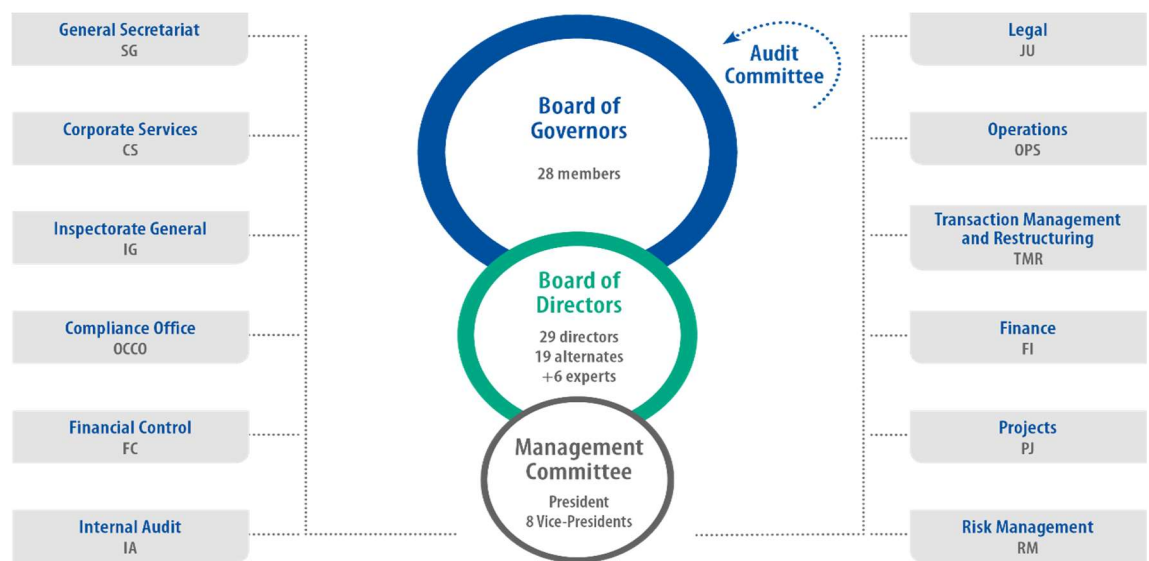 General Secretariat
SG
Corporate Services
CS
Inspectorate General
IG
Compliance Office
OCCO
Financial Control
FC
Internal Audit
IA
Audit
Committee
Board of
Governors
28 members
Board of
Directors
29 directors
19 alternates
+6 experts
Management
Committee
President
8 Vice-Presidents
Legal
JU
Operations
OPS
Transaction Management
and Restructuring
TMR
Finance
FI
Projects
PJ
Risk Management
RM